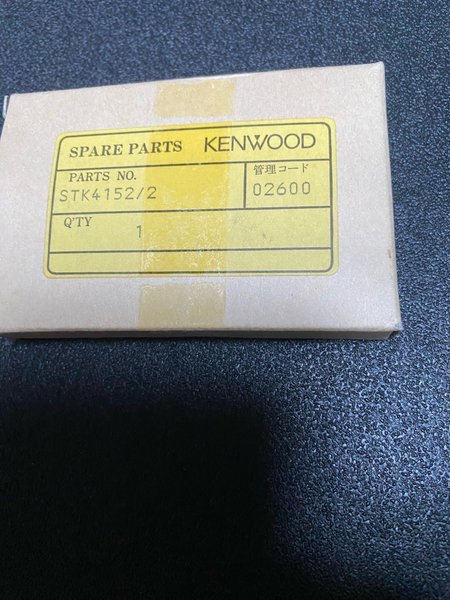 SPARE PARTS KENWOOD
PARTS NO. 管理コード
STK4152/2 02600
Q'TY
1